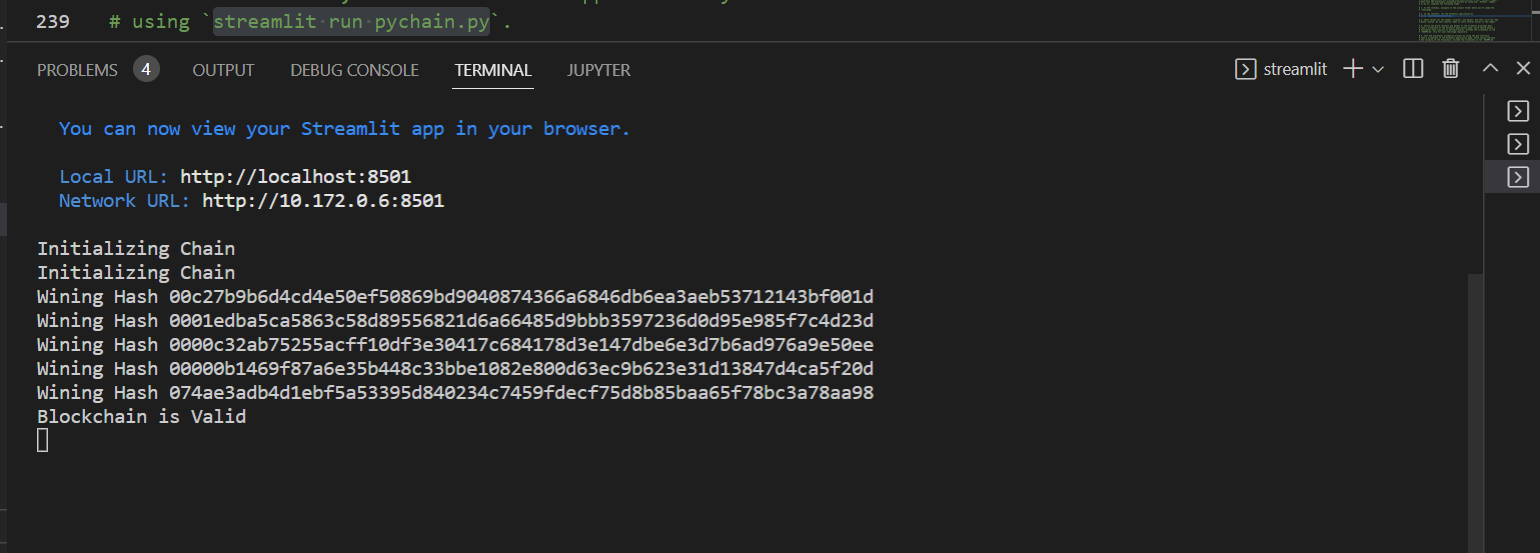 239 # using `streamlit run pychain.py`.
PROBLEMS 4 OUTPUT DEBUG CONSOLE TERMINAL JUPYTER streamlit
You can now view your Streamlit app in your browser.
Local URL: http://localhost:8501
Network URL: http://10.172.0.6:8501
Initializing Chain
Initializing Chain
Wining Hash 00c27b9b6d4cd4e50ef50869bd9040874366a6846db6ea3aeb53712143bf001d
Wining Hash 0001edba5ca5863c58d89556821d6a66485d9bbb3597236d0d95e985f7c4d23d
Wining Hash 0000c32ab75255acff10df3e30417c684178d3e147dbe6e3d7b6ad976a9e50ee
Wining Hash 00000b1469f87a6e35b448c33bbe1082e800d63ec9b623e31d13847d4ca5f20d
Wining Hash 074ae3adb4d1ebf5a53395d840234c7459fdecf75d8b85baa65f78bc3a78aa98
Blockchain is Valid